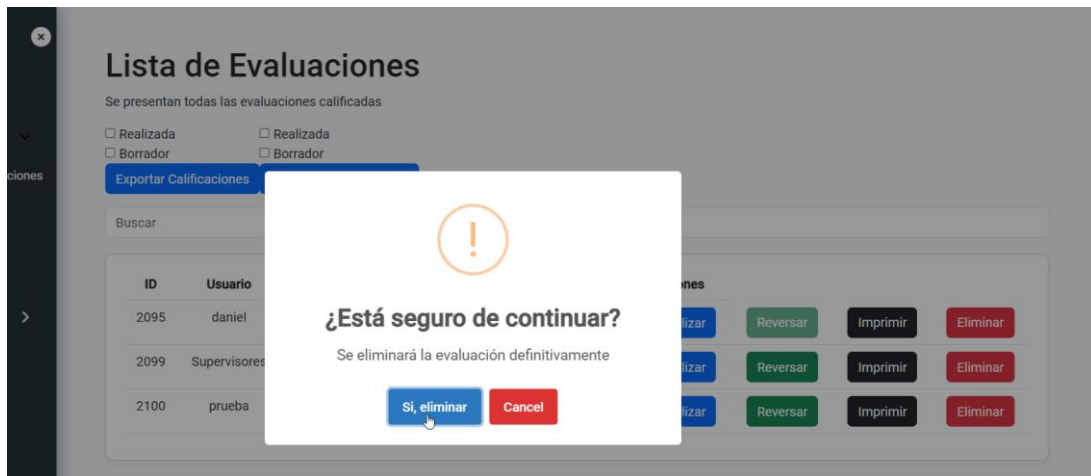 Lista de Evaluaciones
Se presentan todas las evaluaciones calificadas
Realizada Realizada
Borrador Borrador
ciones
Exportar Calificaciones
Buscar
ID Usuario nes
2095 daniel lizar Reversar Imprimir Eliminar
2099 Supervisores lizar Reversar Imprimir Eliminar
2100 prueba lizar Reversar Imprimir Eliminar
!
¿Está seguro de continuar?
Se eliminará la evaluación definitivamente
Si, eliminar Cancel